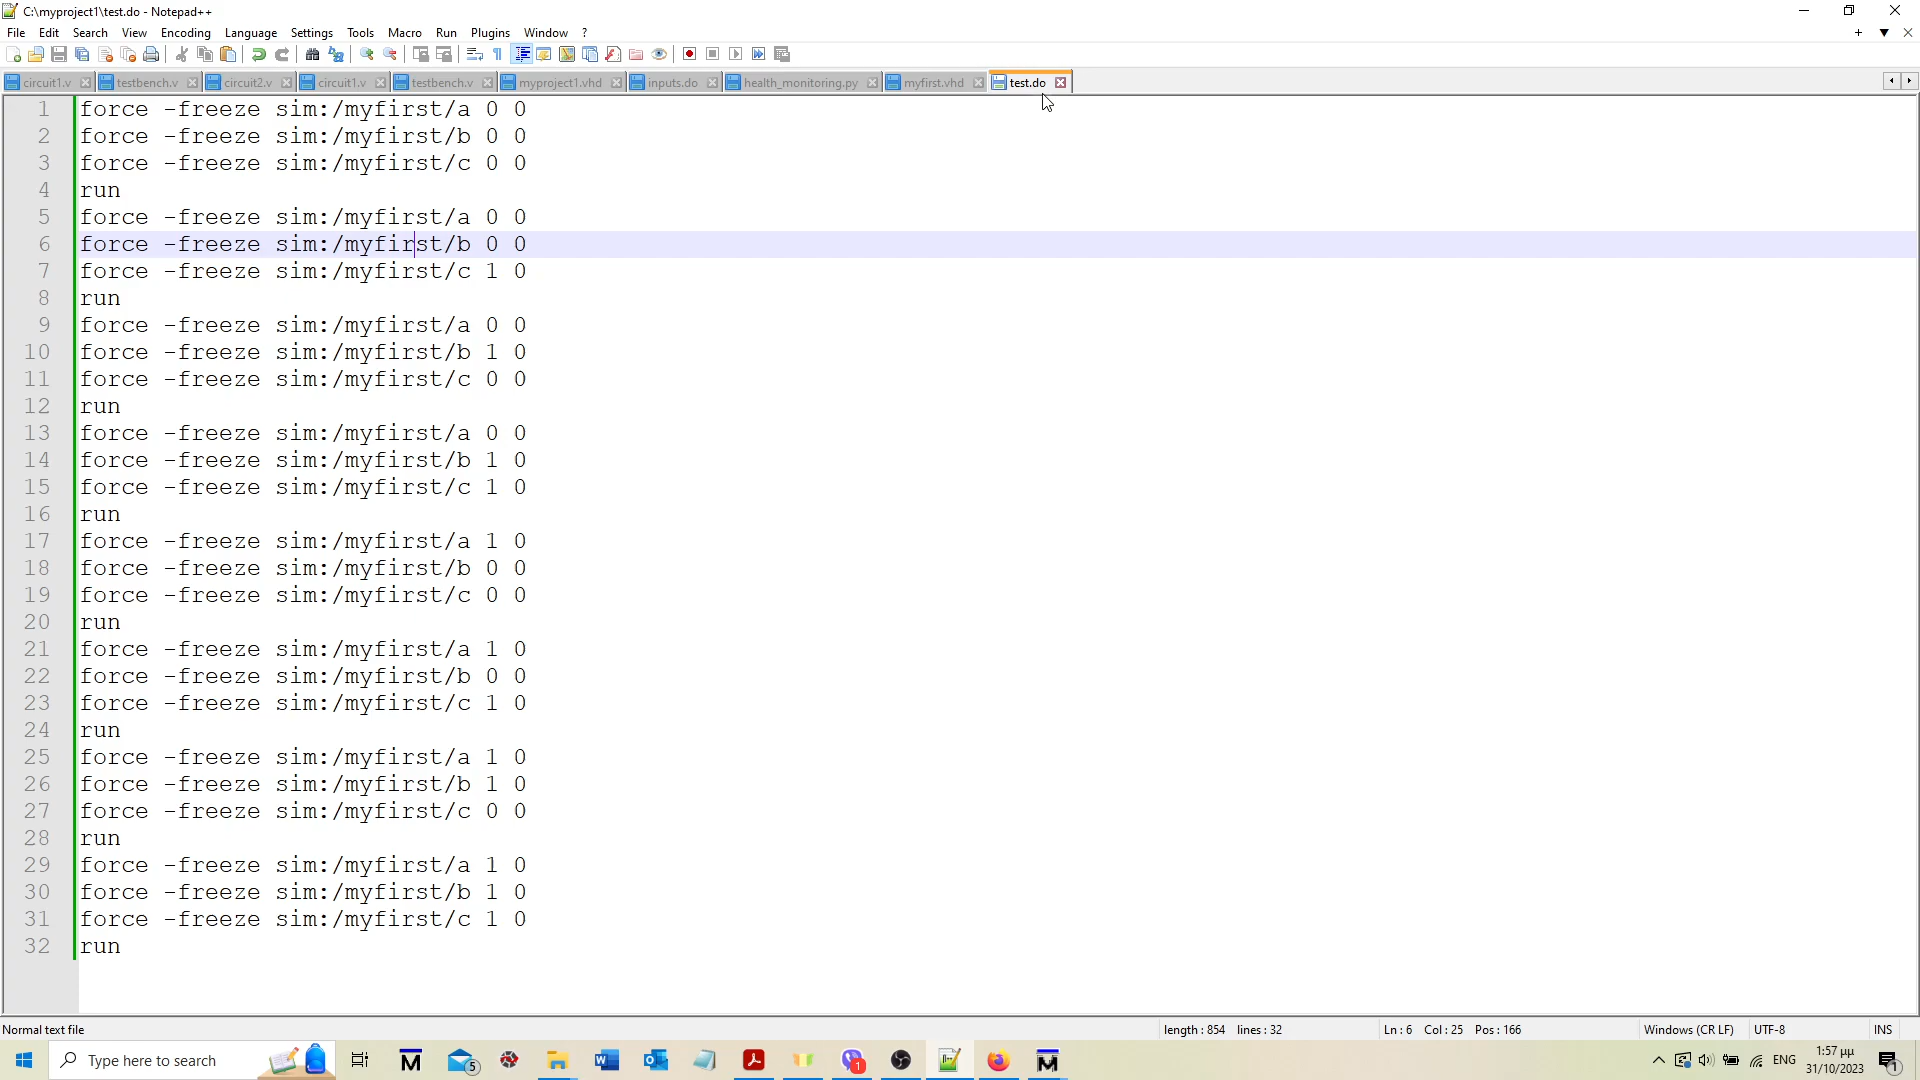 C:\myproject1\test.do - Notepad++
File Edit Search View Encoding Language Settings Tools Macro Run Plugins Window ?
circuit1.v testbench.v circuit2.v circuit1.v testbench.v myproject1.vhd inputs.do health_monitoring.py myfirst.vhd test.do
1 force -freeze sim:/myfirst/a 0 0
2 force -freeze sim:/myfirst/b 0 0
3 force -freeze sim:/myfirst/c 0 0
4 run
5 force -freeze sim:/myfirst/a 0 0
6 force -freeze sim:/myfirst/b 0 0
7 force -freeze sim:/myfirst/c 1 0
8 run
9 force -freeze sim:/myfirst/a 0 0
10 force -freeze sim:/myfirst/b 1 0
11 force -freeze sim:/myfirst/c 0 0
12 run
13 force -freeze sim:/myfirst/a 0 0
14 force -freeze sim:/myfirst/b 1 0
15 force -freeze sim:/myfirst/c 1 0
16 run
17 force -freeze sim:/myfirst/a 1 0
18 force -freeze sim:/myfirst/b 0 0
19 force -freeze sim:/myfirst/c 0 0
20 run
21 force -freeze sim:/myfirst/a 1 0
22 force -freeze sim:/myfirst/b 0 0
23 force -freeze sim:/myfirst/c 1 0
24 run
25 force -freeze sim:/myfirst/a 1 0
26 force -freeze sim:/myfirst/b 1 0
27 force -freeze sim:/myfirst/c 0 0
28 run
29 force -freeze sim:/myfirst/a 1 0
30 force -freeze sim:/myfirst/b 1 0
31 force -freeze sim:/myfirst/c 1 0
32 run
Normal text file length : 854 lines : 32 Ln : 6 Col : 25 Pos : 166 Windows (CR LF) UTF-8 INS
Type here to search 5 1 ENG 1:57 μμ 1
31/10/2023